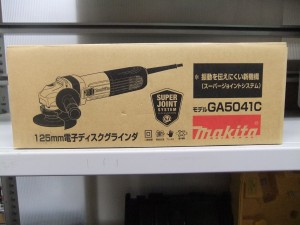 makita
SUPER
JOINT
SYSTEM
125mm電子ディスクグラインダ
* 振動を伝えにくい新機構
(スーパージョイントシステム)
モデル GA5041C
makita